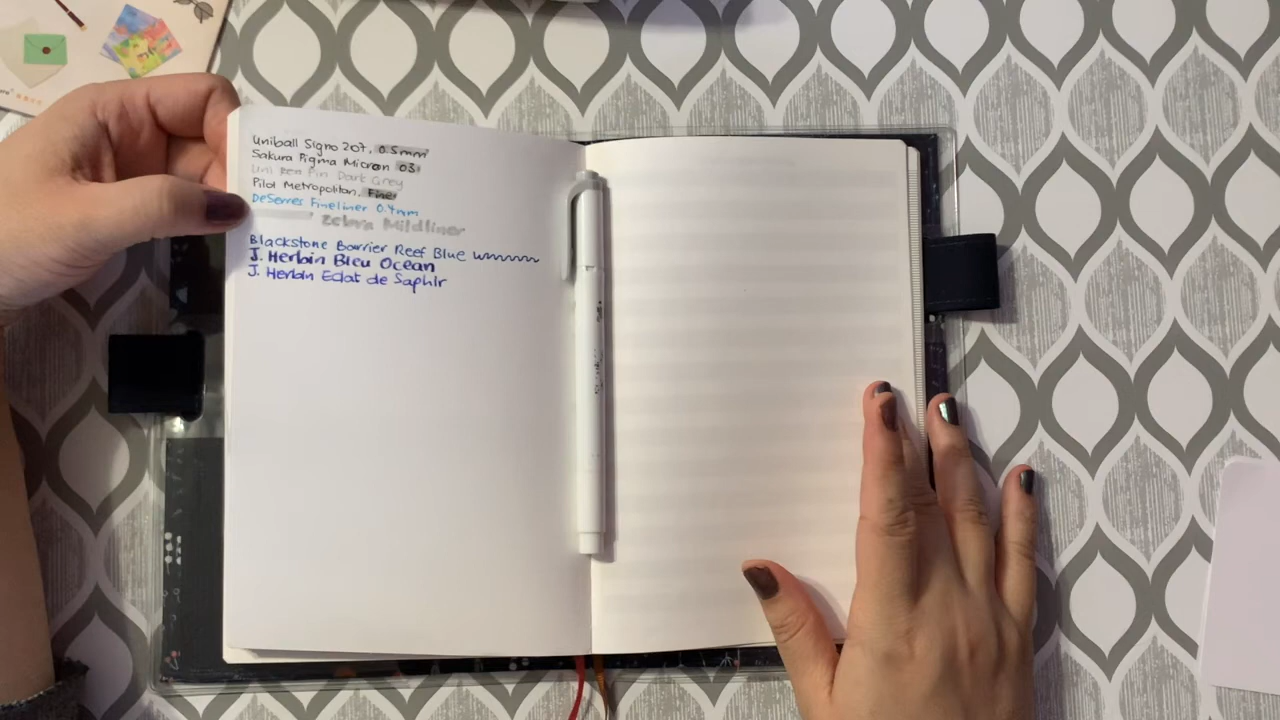 Uniball Signo 207, 0.5mm
Sakura Pigma Micron 03
Uni Pin Dark Grey
Pilot Metropolitan, Fine
DeSerres Fineliner 0.4mm
Zebra Mildliner
Blackstone Barrier Reef Blue
J. Herbin Bleu Ocean
J. Herbin Eclat de Saphir